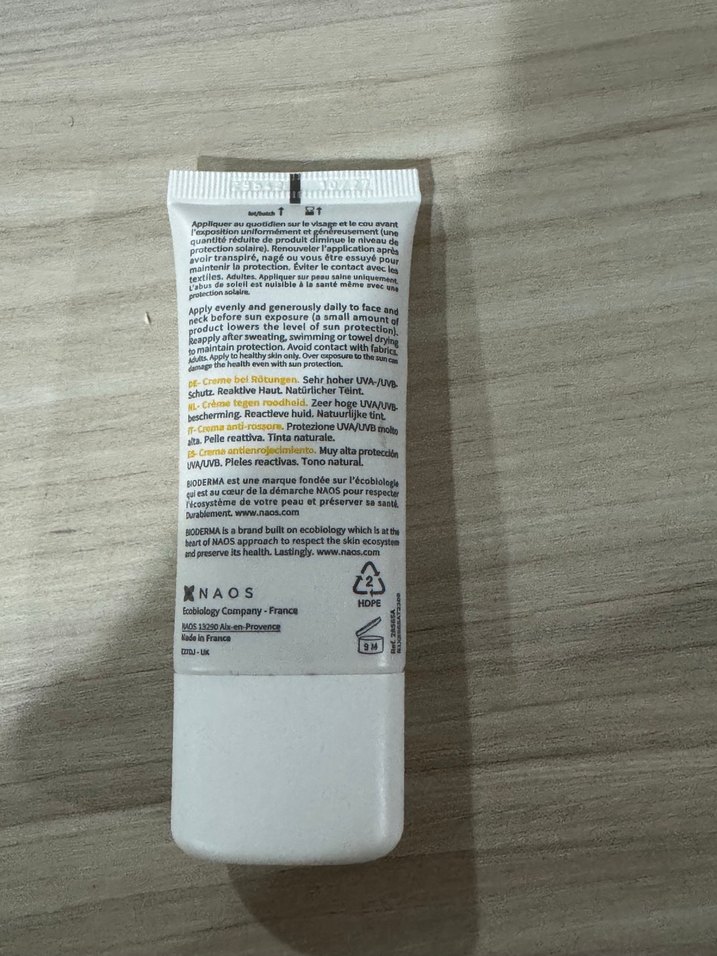 lot/batch
Appliquer au quotidien sur le visage et le cou avant
l'exposition uniformément et généreusement (une
quantité réduite de produit diminue le niveau de
protection solaire). Renouveler l'application après
avoir transpiré, nagé ou vous être essuyé pour
maintenir la protection. Éviter le contact avec les
textiles. Adultes. Appliquer sur peau saine uniquement.
L'abus de soleil est nuisible à la santé même avec une
protection solaire.
Apply evenly and generously daily to face and
neck before sun exposure (a small amount of
product lowers the level of sun protection).
Reapply after sweating, swimming or towel drying
to maintain protection. Avoid contact with fabrics.
Adults. Apply to healthy skin only. Over exposure to the sun can
damage the health even with sun protection.
DE- Creme bei Rötungen. Sehr hoher UVA-/UVB-
Schutz. Reaktive Haut. Natürlicher Teint.
NL- Crème tegen roodheid. Zeer hoge UVA/UVB-
bescherming. Reactieve huid. Natuurlijke tint.
IT- Crema anti-rossore. Protezione UVA/UVB molto
alta. Pelle reattiva. Tinta naturale.
ES- Crema antienrojecimiento. Muy alta protección
UVA/UVB. Pieles reactivas. Tono natural.
BIODERMA est une marque fondée sur l'écobiologie
qui est au cœur de la démarche NAOS pour respecter
l'écosystème de votre peau et préserver sa santé.
Durablement. www.naos.com
BIODERMA is a brand built on ecobiology which is at the
heart of NAOS approach to respect the skin ecosystem
and preserve its health. Lastingly. www.naos.com
NAOS
Ecobiology Company - France
NAOS 13290 Aix-en-Provence
Made in France
2
HDPE
9 M
Ref. 28565A